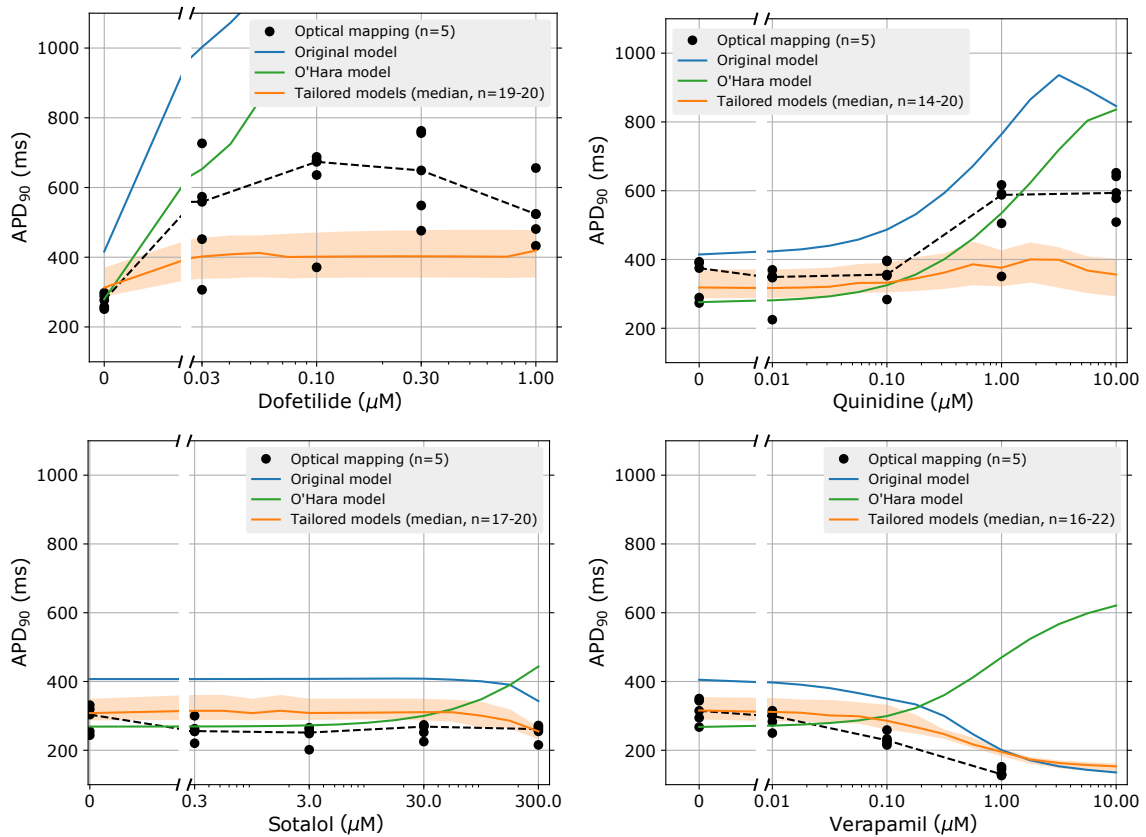 Optical mapping (n=5)
Original model
O'Hara model
Tailored models (median, n=19-20)
1000
800
600
400
200
APD90 (ms)
0
0.03
0.10
0.30
1.00
Dofetilide (μM)
Optical mapping (n=5)
Original model
O'Hara model
Tailored models (median, n=14-20)
1000
800
600
400
200
APD90 (ms)
0
0.01
0.10
1.00
10.00
Quinidine (μM)
Optical mapping (n=5)
Original model
O'Hara model
Tailored models (median, n=17-20)
1000
800
600
400
200
APD90 (ms)
0
0.3
3.0
30.0
300.0
Sotalol (μM)
Optical mapping (n=5)
Original model
O'Hara model
Tailored models (median, n=16-22)
1000
800
600
400
200
APD90 (ms)
0
0.01
0.10
1.00
10.00
Verapamil (μM)